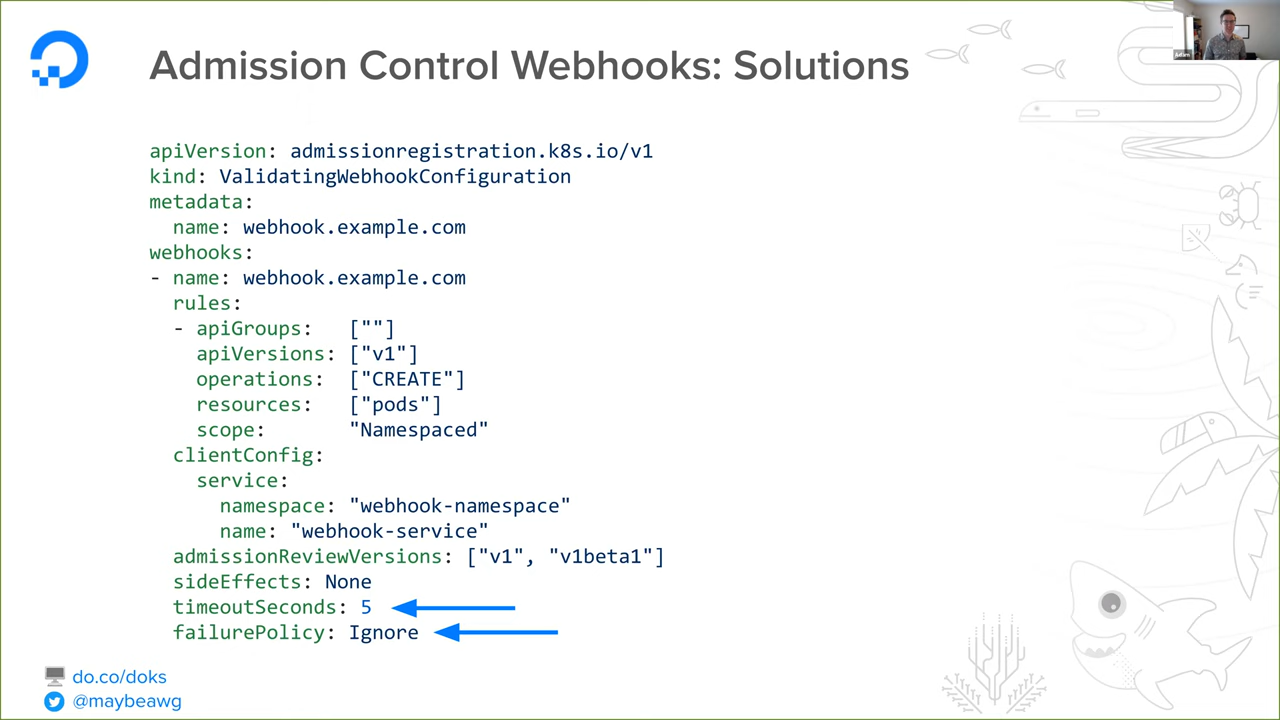 Admission Control Webhooks: Solutions
Adam
apiVersion: admissionregistration.k8s.io/v1
kind: ValidatingWebhookConfiguration
metadata:
  name: webhook.example.com
webhooks:
- name: webhook.example.com
  rules:
  - apiGroups:   [""]
    apiVersions: ["v1"]
    operations:  ["CREATE"]
    resources:   ["pods"]
    scope:       "Namespaced"
  clientConfig:
    service:
      namespace: "webhook-namespace"
      name: "webhook-service"
  admissionReviewVersions: ["v1", "v1beta1"]
  sideEffects: None
  timeoutSeconds: 5
  failurePolicy: Ignore
do.co/doks
@maybeawg